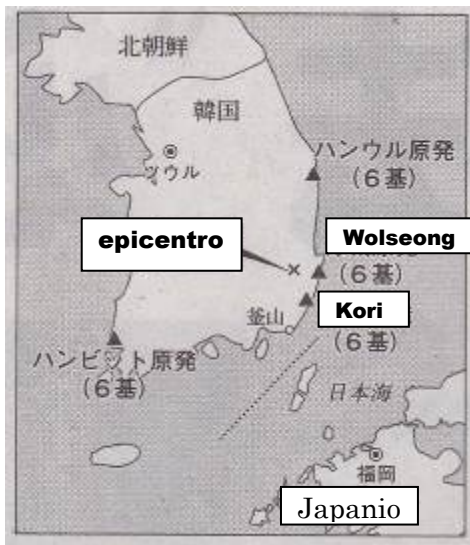 北朝鮮
韓国
ソウル
ハンウル原発
(6基)
epicentro
Wolseong
(6基)
Kori
釜山
(6基)
ハンビット原発
(6基)
日本海
福岡
Japanio